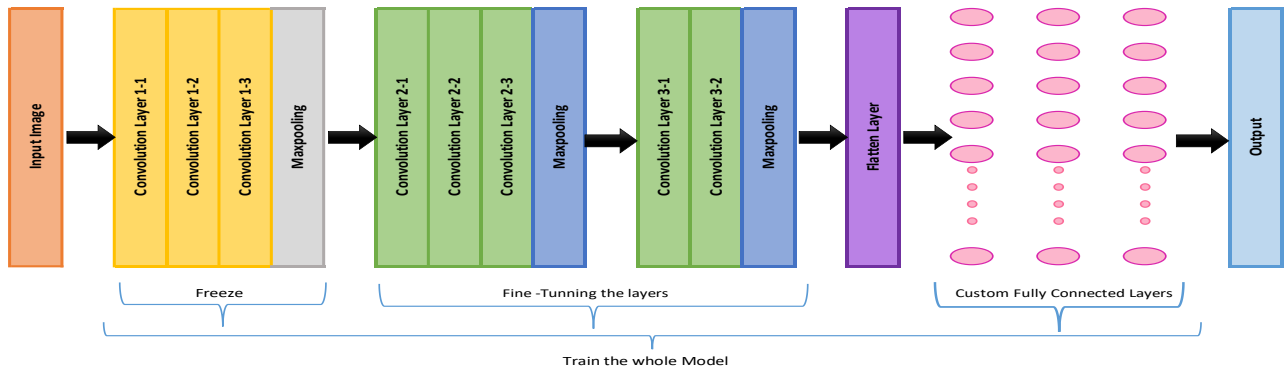 Input Image
Convolution Layer 1-1
Convolution Layer 1-2
Convolution Layer 1-3
Maxpooling
Convolution Layer 2-1
Convolution Layer 2-2
Convolution Layer 2-3
Maxpooling
Convolution Layer 3-1
Convolution Layer 3-2
Maxpooling
Flatten Layer
Output
Freeze
Fine -Tunning the layers
Custom Fully Connected Layers
Train the whole Model